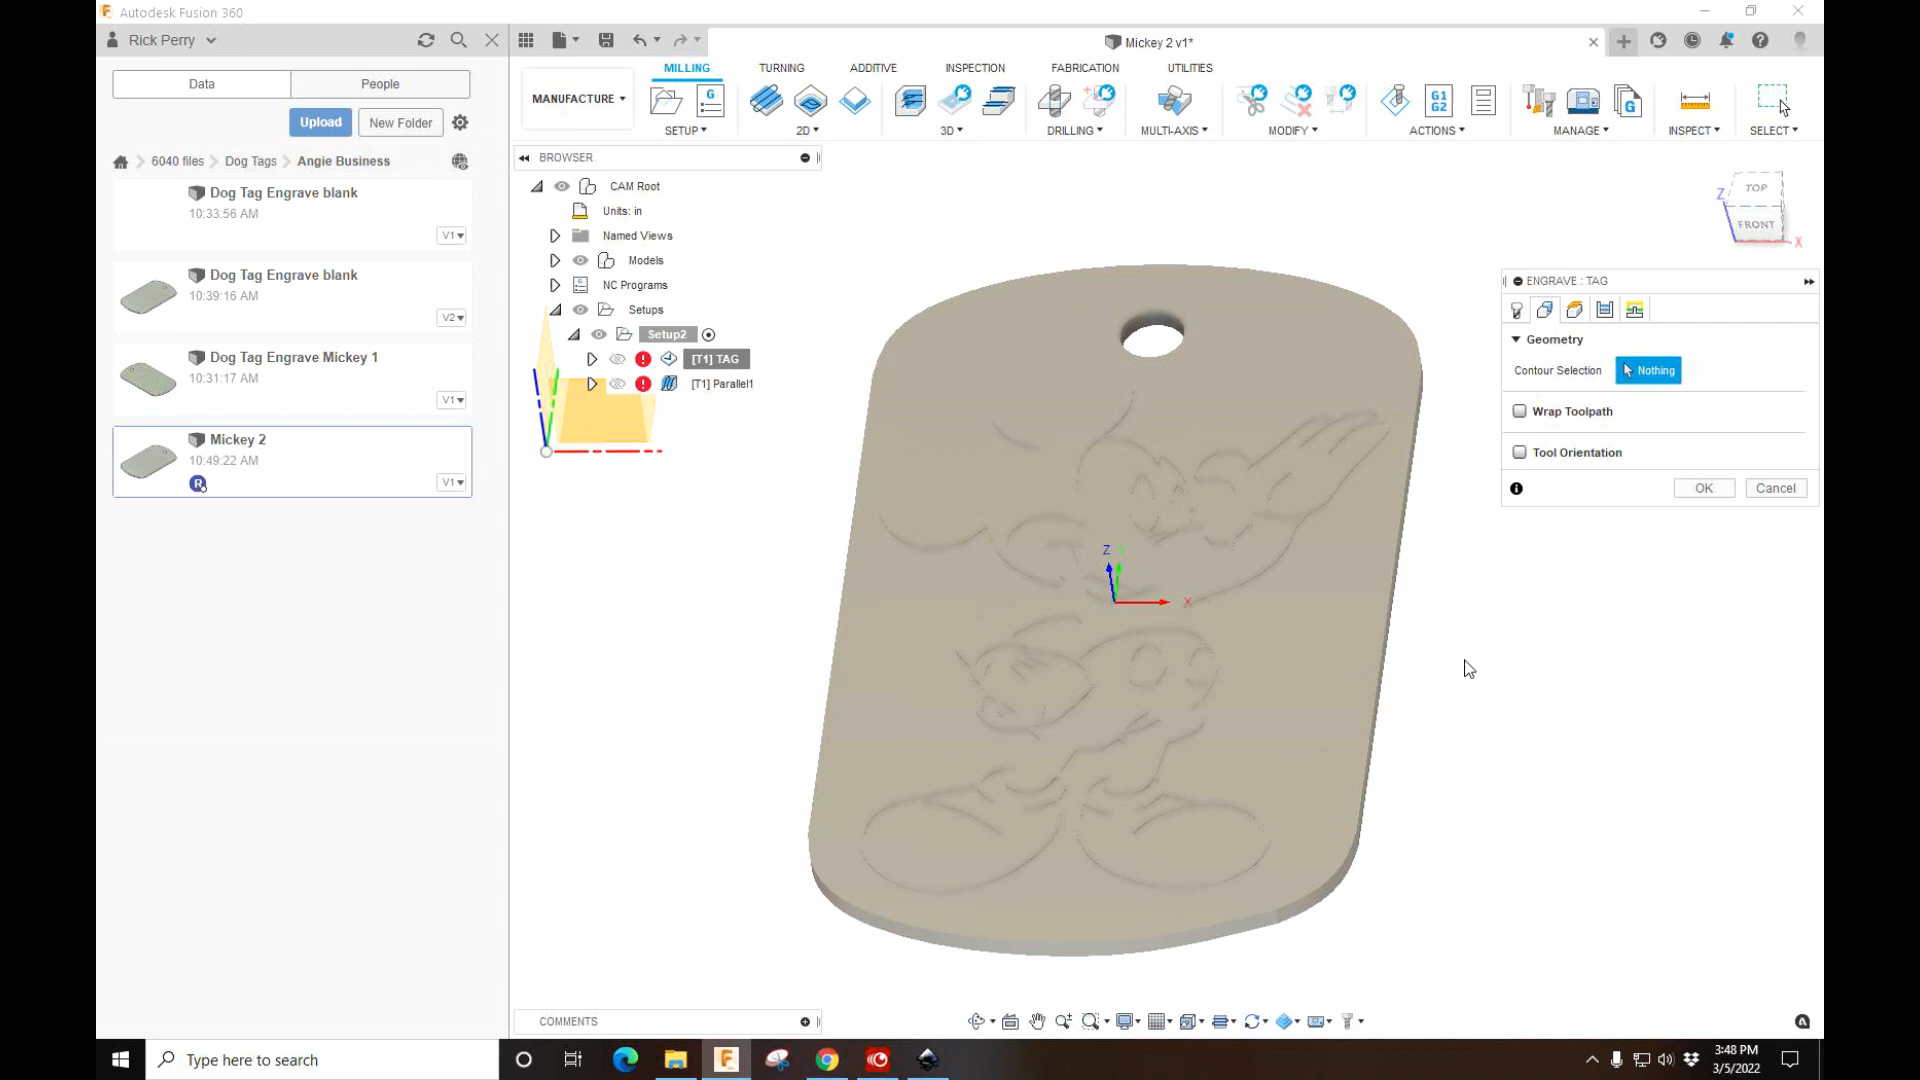 Autodesk Fusion 360
Rick Perry
Mickey 2 v1*
Data
People
MILLING
TURNING
ADDITIVE
INSPECTION
FABRICATION
UTILITIES
MANUFACTURE
G
G1
G2
G
SETUP
2D
3D
DRILLING
MULTI-AXIS
MODIFY
ACTIONS
MANAGE
INSPECT
SELECT
Upload
New Folder
6040 files
Dog Tags
Angie Business
Dog Tag Engrave blank
10:33:56 AM
V1
Dog Tag Engrave blank
10:39:16 AM
V2
Dog Tag Engrave Mickey 1
10:31:17 AM
V1
Mickey 2
10:49:22 AM
R
V1
BROWSER
CAM Root
Units: in
Named Views
Models
NC Programs
Setups
Setup2
[T1] TAG
[T1] Parallel1
TOP
Z
FRONT
X
ENGRAVE : TAG
Geometry
Contour Selection
Nothing
Wrap Toolpath
Tool Orientation
OK
Cancel
Z
Y
X
COMMENTS
Type here to search
3:48 PM
3/5/2022